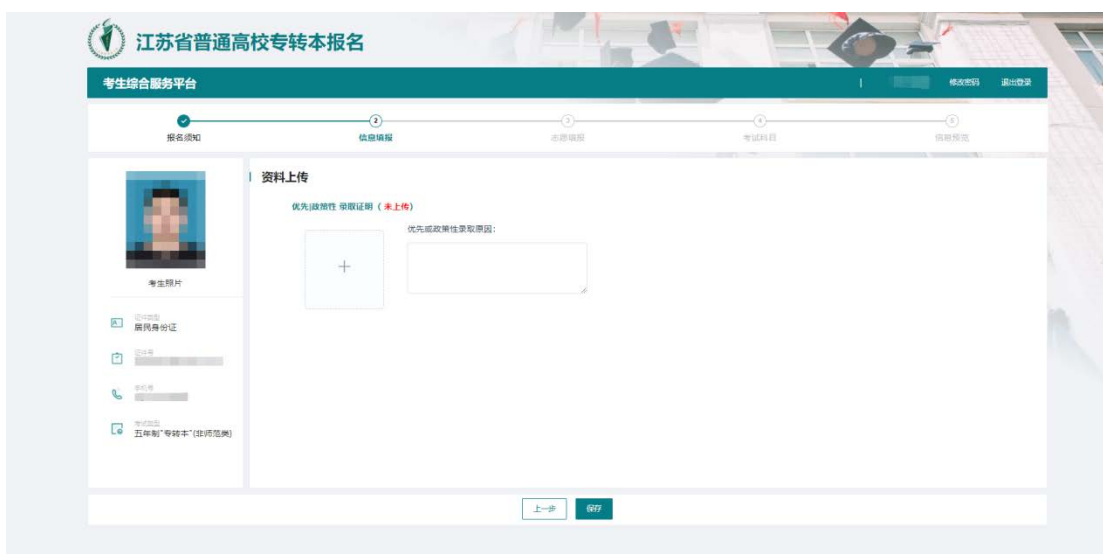 江苏省普通高校专转本报名
考生综合服务平台
修改密码
退出登录
2
3
4
5
报名须知
信息填报
志愿填报
考试科目
信息预览
资料上传
优先|政策性 录取证明（ 未上传）
优先或政策性录取原因：
考生照片
证件类型
居民身份证
证件号
手机号
考试类型
五年制"专转本"(非师范类)
上一步
保存